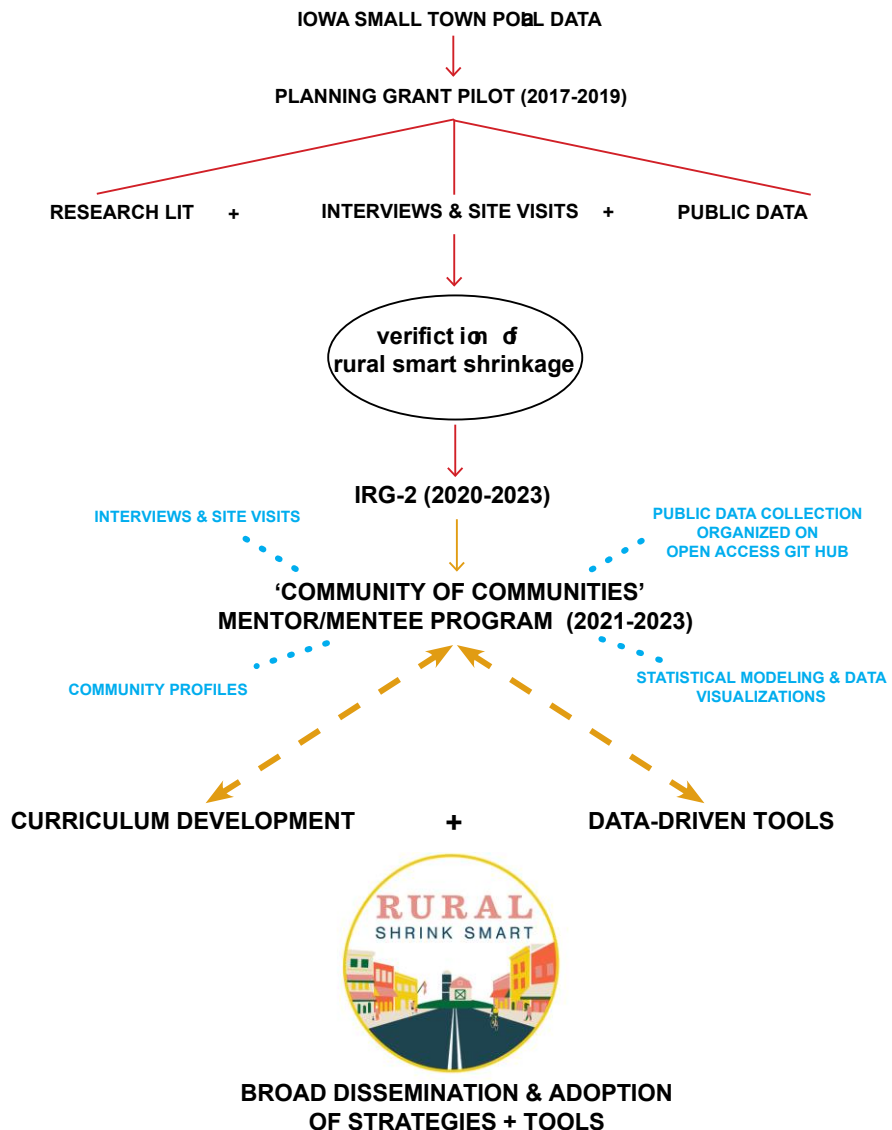 IOWA SMALL TOWN POLL DATA
PLANNING GRANT PILOT (2017-2019)
RESEARCH LIT + INTERVIEWS & SITE VISITS + PUBLIC DATA
verifict ion of
rural smart shrinkage
IRG-2 (2020-2023)
INTERVIEWS & SITE VISITS
PUBLIC DATA COLLECTION
ORGANIZED ON
OPEN ACCESS GIT HUB
‘COMMUNITY OF COMMUNITIES’
MENTOR/MENTEE PROGRAM (2021-2023)
COMMUNITY PROFILES
STATISTICAL MODELING & DATA
VISUALIZATIONS
CURRICULUM DEVELOPMENT + DATA-DRIVEN TOOLS
RURAL
SHRINK SMART
BROAD DISSEMINATION & ADOPTION
OF STRATEGIES + TOOLS